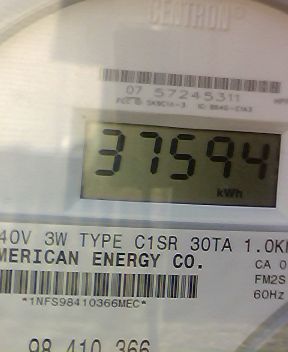 CENTRON®
07 57245311
37594
kWh
40V 3W TYPE C1SR 30TA 1.0K
MERICAN ENERGY CO.
CA 0
FM2S
60Hz
*1NFS98410366MEC*
98 410 366